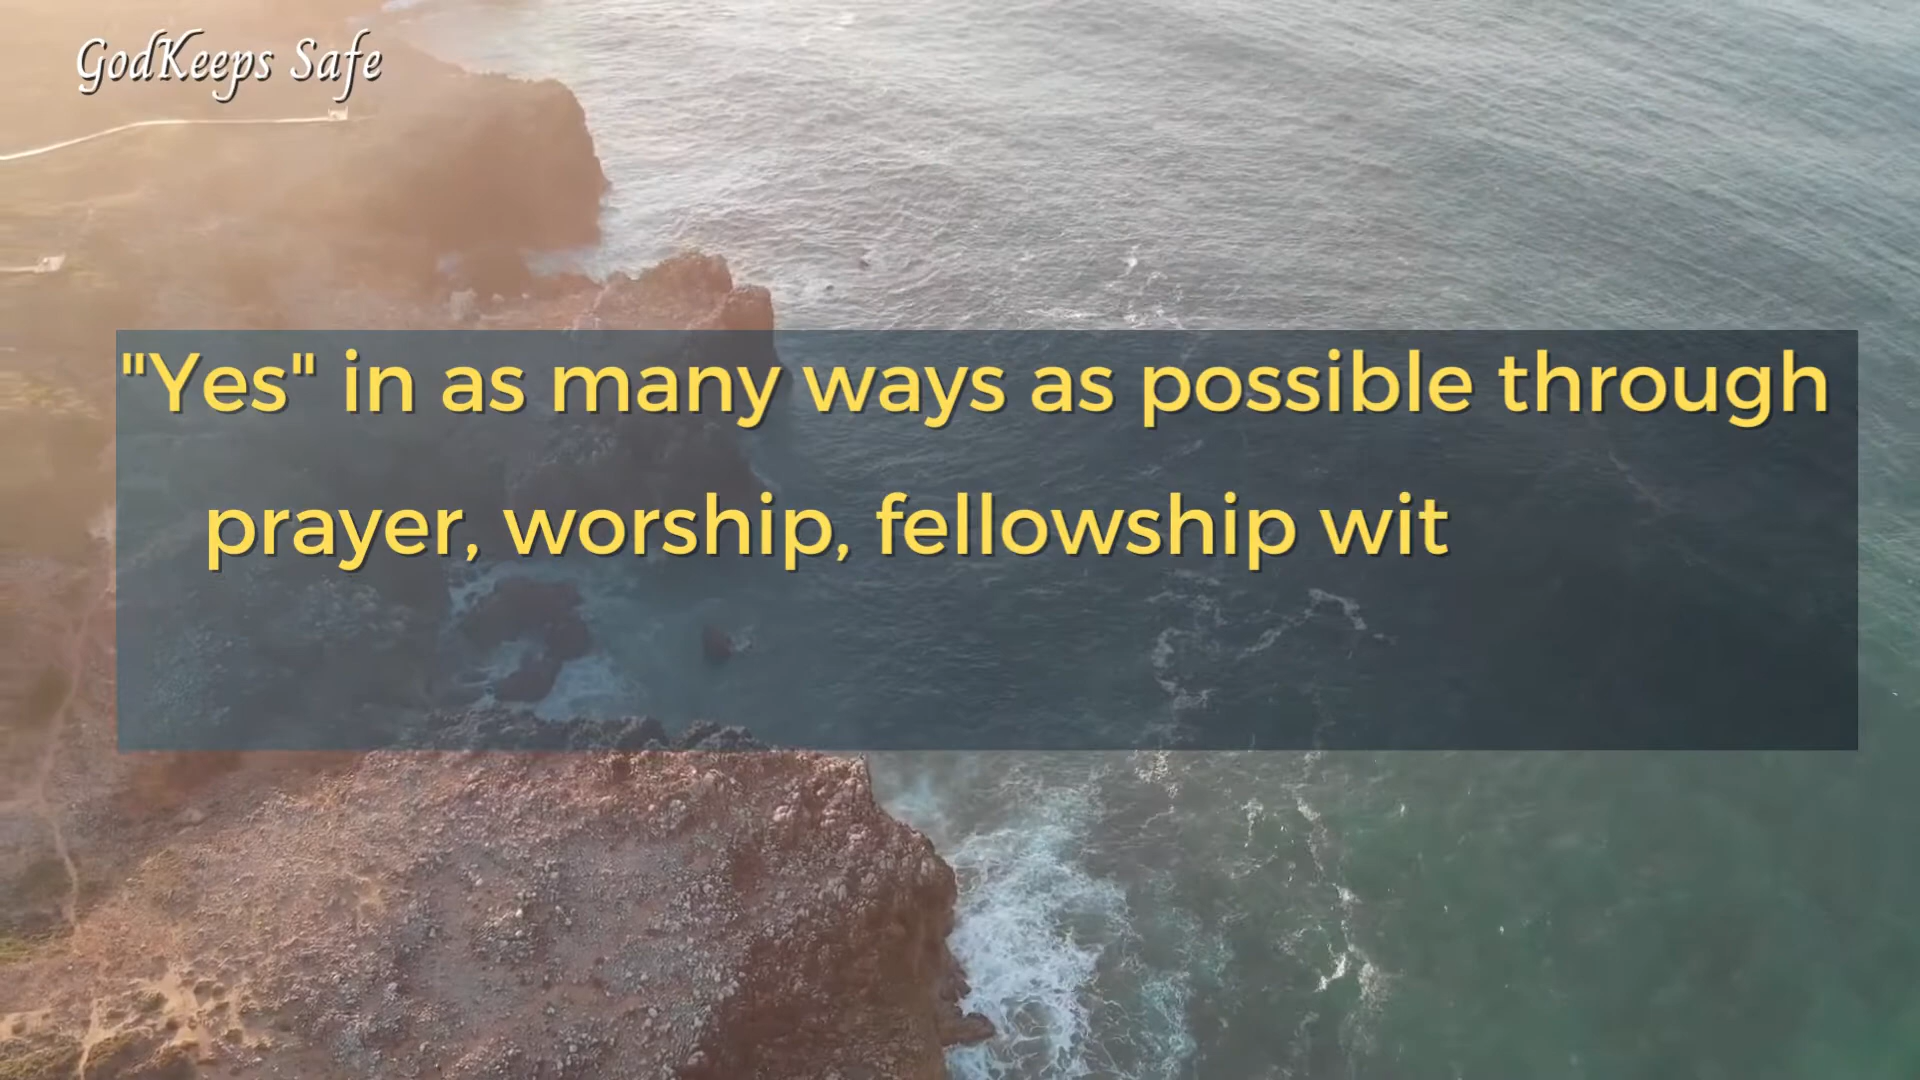 GodKeeps Safe
"Yes" in as many ways as possible through
prayer, worship, fellowship wit